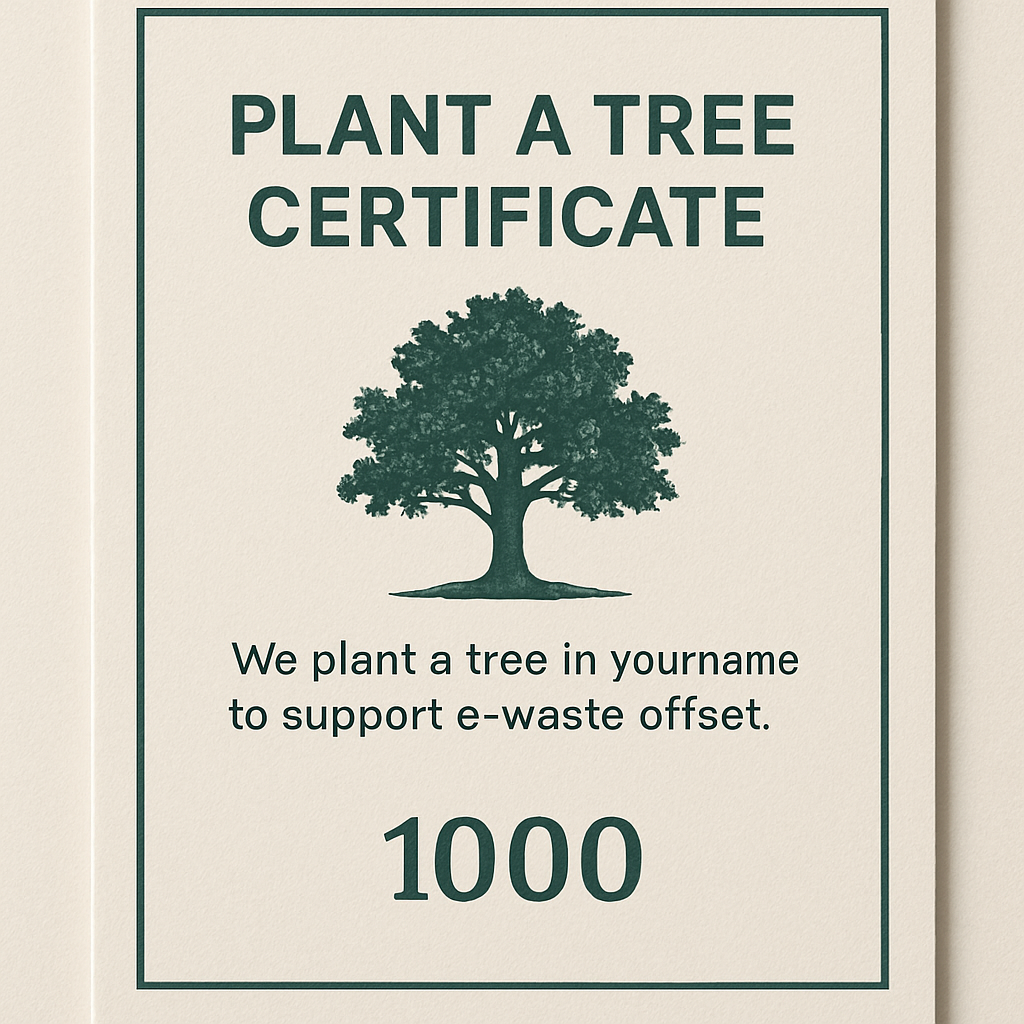 PLANT A TREE
CERTIFICATE
We plant a tree in yourname
to support e-waste offset.
1000